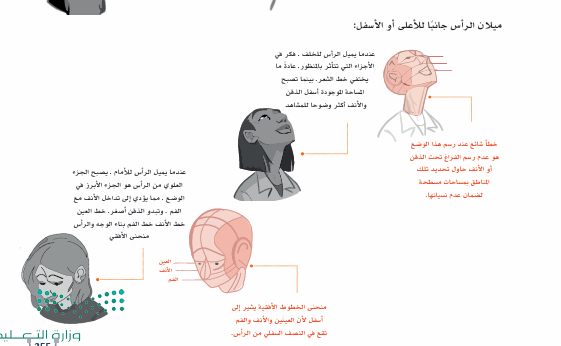 ميلان الرأس جانبًا للأعلى أو الأسفل:
عندما يميل الرأس للخلف . فكر في
الأجزاء التي تتأثر بالمنظور. عادة ما
يختفي خط الشعر. بينما تصبح
المساحة الموجودة أسفل الذقن
والأنف أكثر وضوحا للمشاهد
خطأ شائع عند رسم هذا الوضع
هو عدم رسم الفراغ تحت الذقن
أو الأنف حاول تحديد تلك
المناطق بمساحات مسطحة
لضمان عدم نسيانها.
عندما يميل الرأس للأمام . يصبح الجزء
العلوي من الرأس هو الجزء الأبرز في
الوضع . مما يؤدي إلى تداخل الأنف مع
الفم . وتبدو الذقن أصغر. خط العين
خط الأنف خط الفم بناء الوجه والرأس
منحنى الأفقي
العين
الأنف
الفم
منحنى الخطوط الأفقية يشير إلى
أسفل لأن العينين والأنف والفم
تقع في النصف السفلي من الرأس.
وزارة التعليم